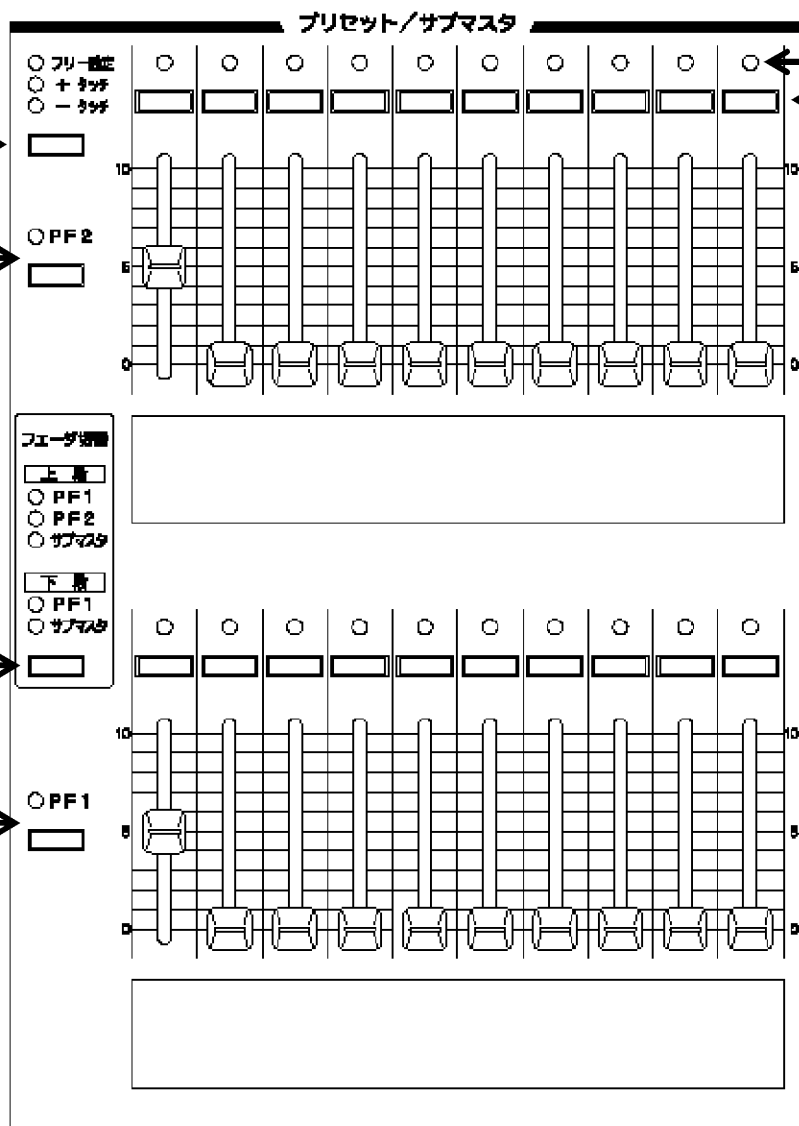 プリセット／サブマスタ
フリー設定
＋ タッチ
－ タッチ
10 10
PF2
5 5
0 0
フェーダ切替
上 段
PF1
PF2
サブマスタ
下 段
PF1
サブマスタ
10 10
PF1
5 5
0 0